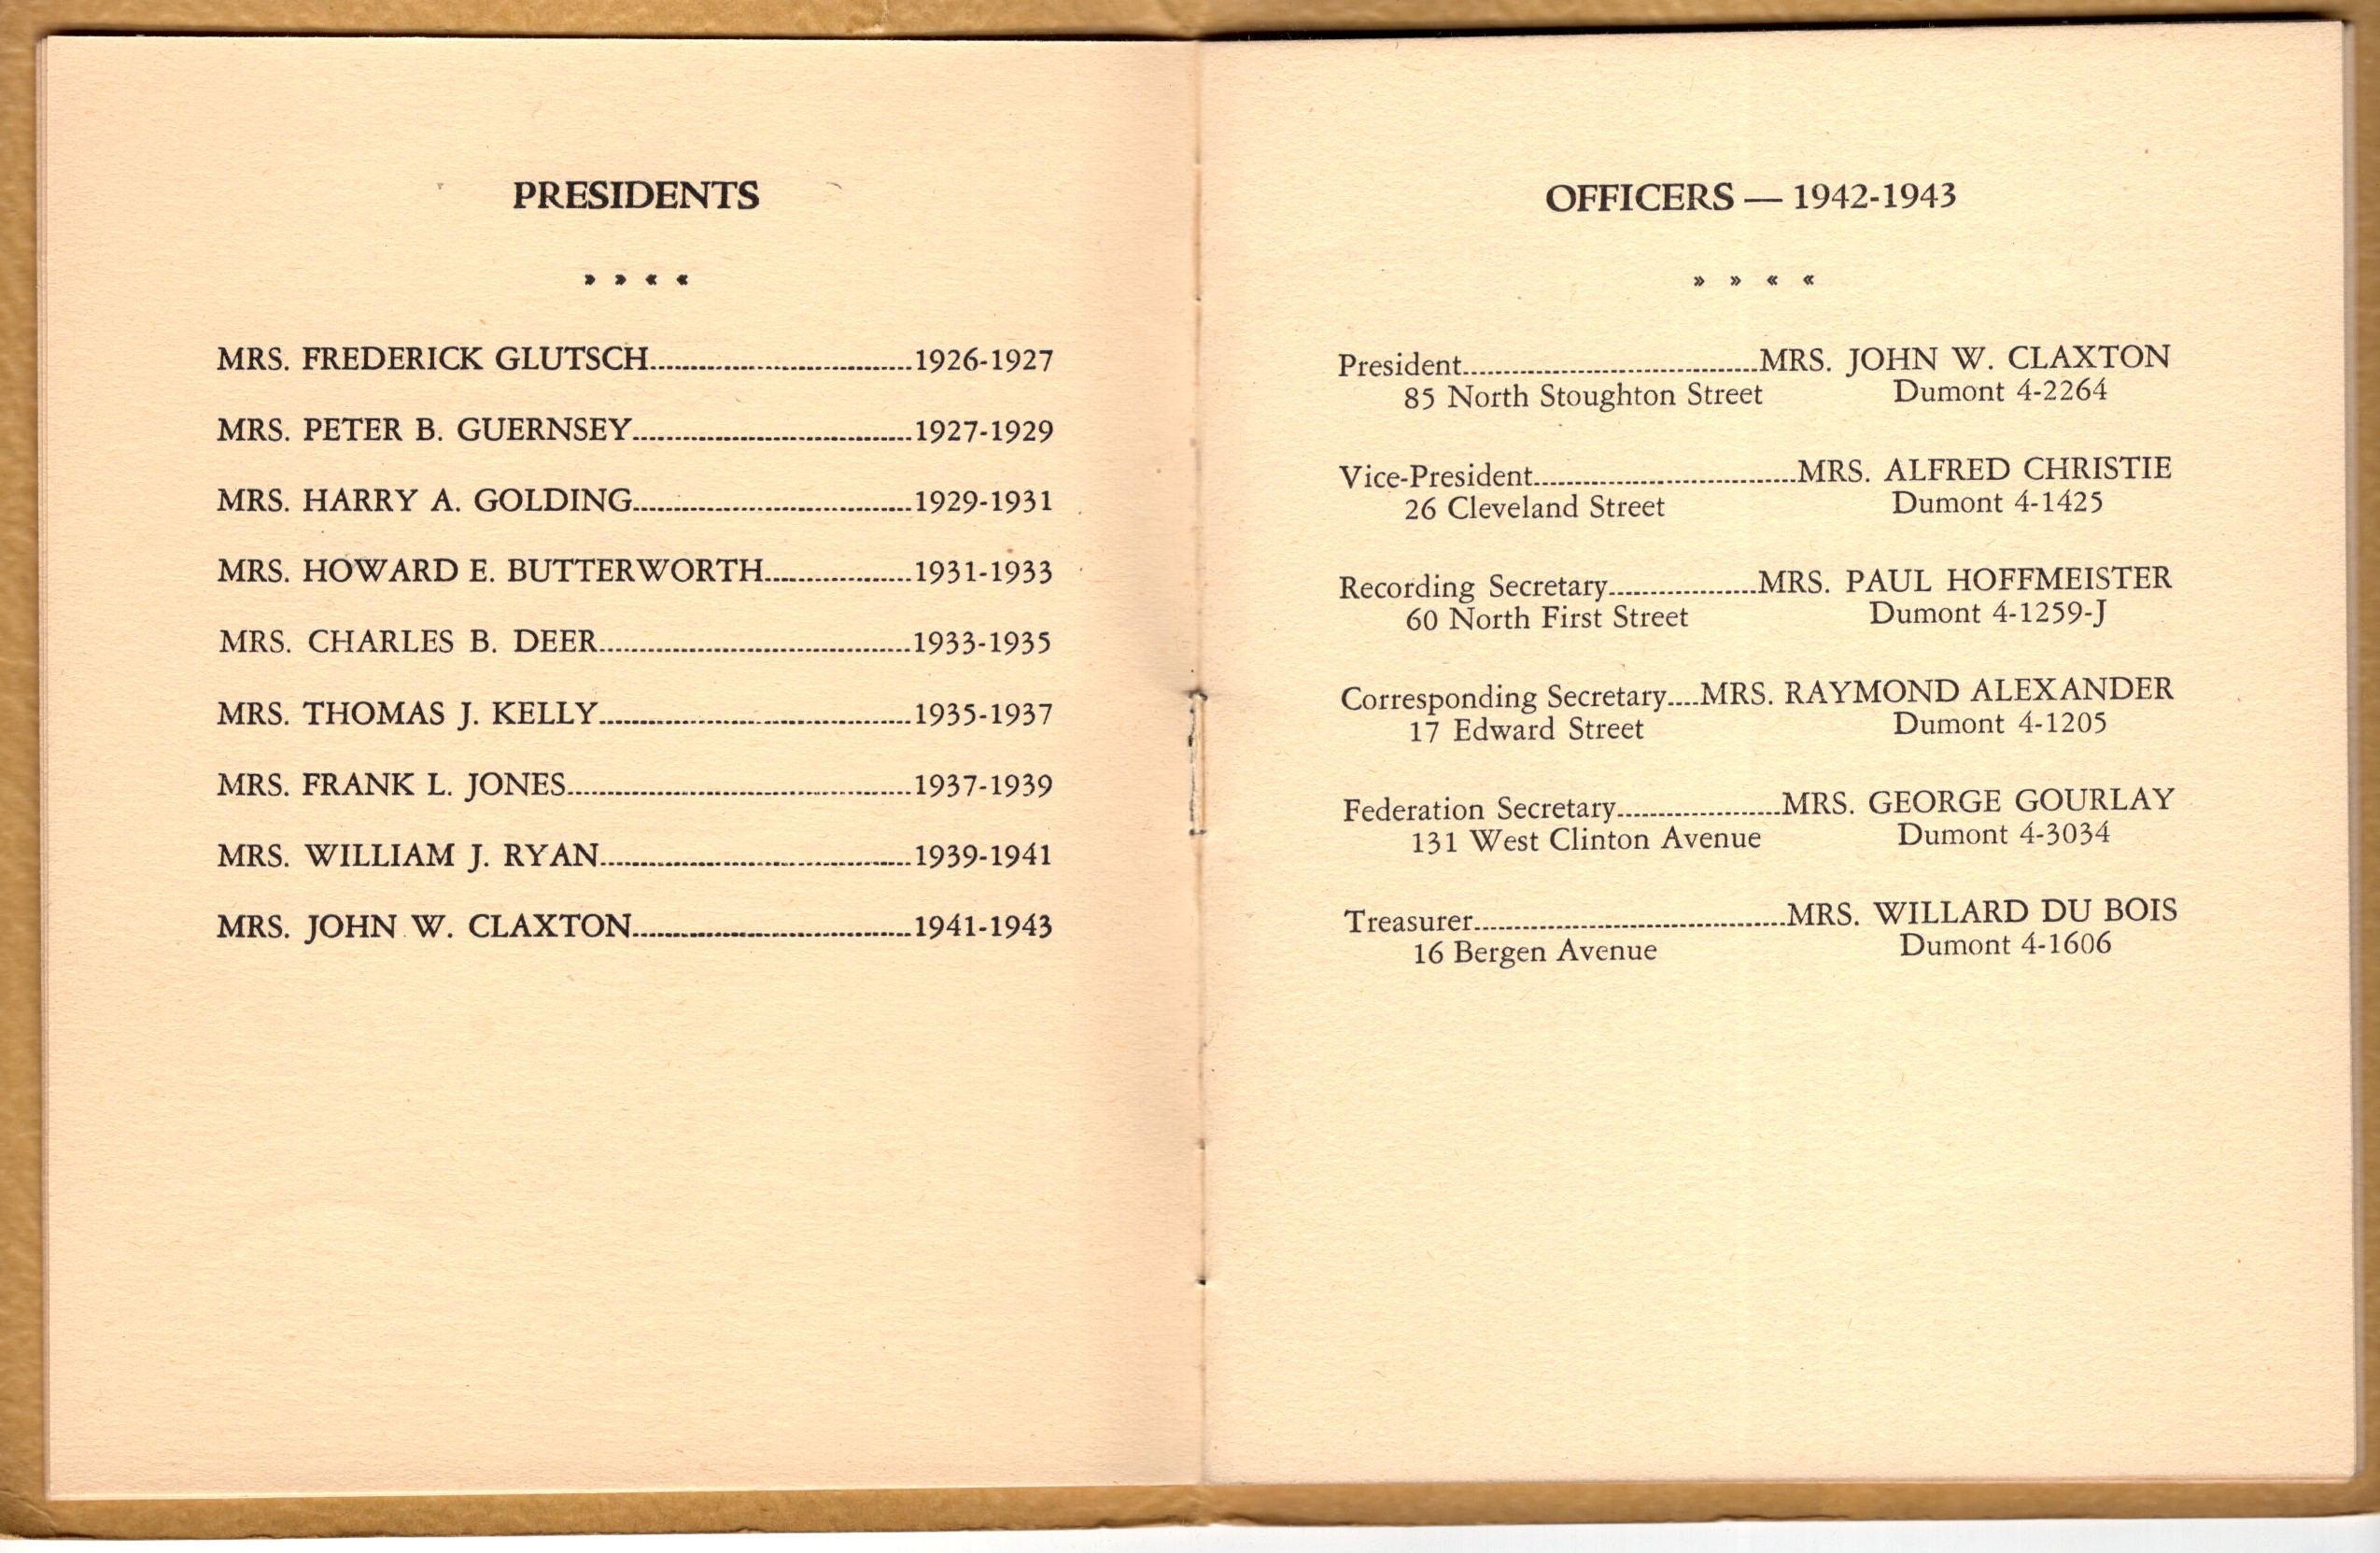 PRESIDENTS
» » « «
MRS. FREDERICK GLUTSCH................................1926-1927
MRS. PETER B. GUERNSEY..................................1927-1929
MRS. HARRY A. GOLDING..................................1929-1931
MRS. HOWARD E. BUTTERWORTH..................1931-1933
MRS. CHARLES B. DEER......................................1933-1935
MRS. THOMAS J. KELLY......................................1935-1937
MRS. FRANK L. JONES..........................................1937-1939
MRS. WILLIAM J. RYAN......................................1939-1941
MRS. JOHN W. CLAXTON..................................1941-1943
OFFICERS — 1942-1943
» » « «
President....................................MRS. JOHN W. CLAXTON
85 North Stoughton Street Dumont 4-2264
Vice-President................................MRS. ALFRED CHRISTIE
26 Cleveland Street Dumont 4-1425
Recording Secretary..................MRS. PAUL HOFFMEISTER
60 North First Street Dumont 4-1259-J
Corresponding Secretary....MRS. RAYMOND ALEXANDER
17 Edward Street Dumont 4-1205
Federation Secretary....................MRS. GEORGE GOURLAY
131 West Clinton Avenue Dumont 4-3034
Treasurer......................................MRS. WILLARD DU BOIS
16 Bergen Avenue Dumont 4-1606